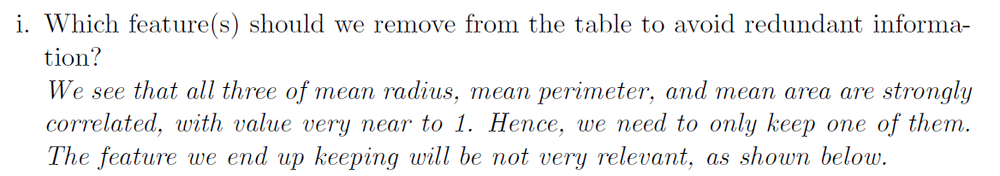 i. Which feature(s) should we remove from the table to avoid redundant informa-
tion?
We see that all three of mean radius, mean perimeter, and mean area are strongly
correlated, with value very near to 1. Hence, we need to only keep one of them.
The feature we end up keeping will be not very relevant, as shown below.